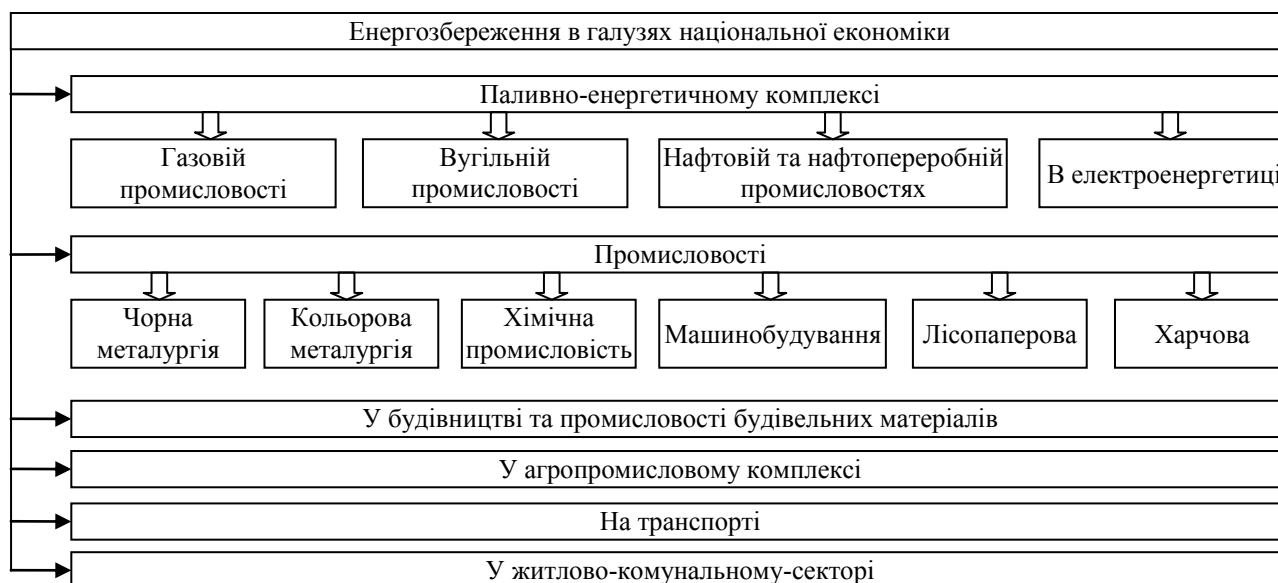 Енергозбереження в галузях національної економіки
Паливно-енергетичному комплексі
Газовій
промисловості
Вугільній
промисловості
Нафтовій та нафтопереробній
промисловостях
В електроенергетиці
Промисловості
Чорна
металургія
Кольорова
металургія
Хімічна
промисловість
Машинобудування
Лісопаперова
Харчова
У будівництві та промисловості будівельних матеріалів
У агропромисловому комплексі
На транспорті
У житлово-комунальному-секторі